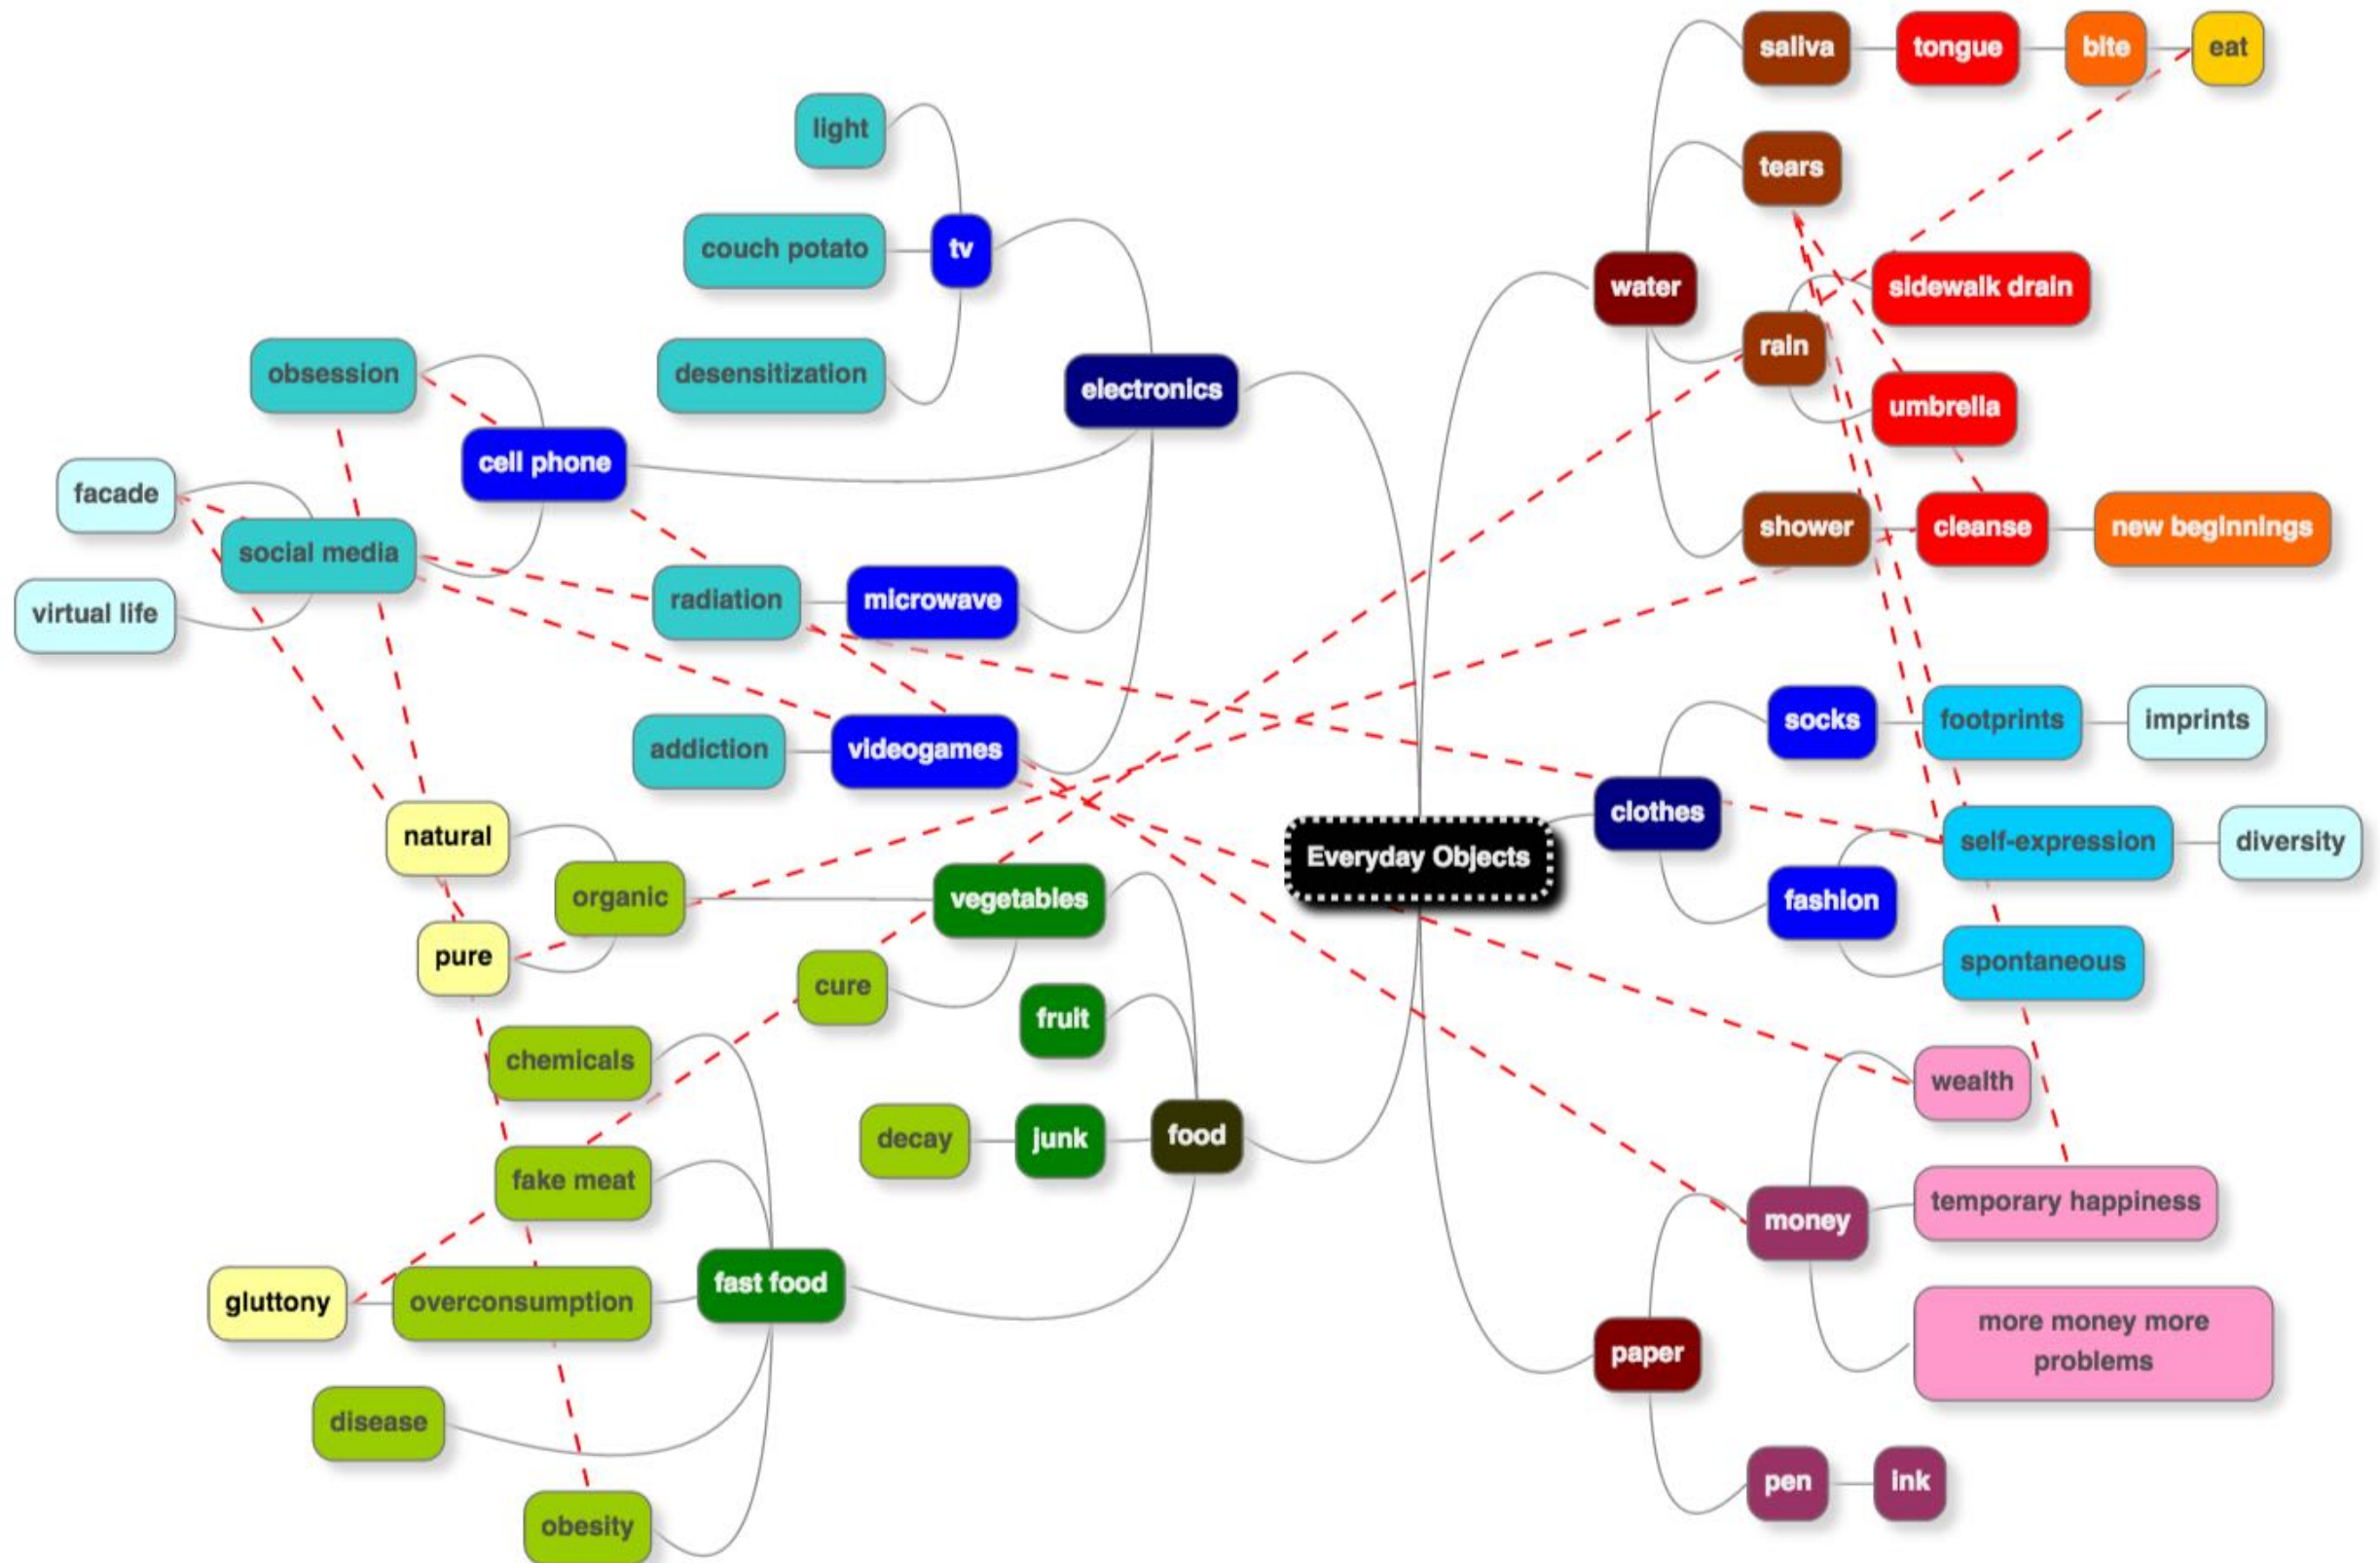 saliva
tongue
bite
eat
light
tears
couch potato
tv
water
sidewalk drain
rain
obsession
desensitization
electronics
umbrella
cell phone
facade
social media
shower
cleanse
new beginnings
virtual life
radiation
microwave
addiction
videogames
socks
footprints
imprints
clothes
natural
Everyday Objects
self-expression
diversity
organic
vegetables
fashion
pure
spontaneous
cure
fruit
chemicals
wealth
decay
junk
food
fake meat
temporary happiness
money
gluttony
overconsumption
fast food
more money more
problems
paper
disease
pen
ink
obesity